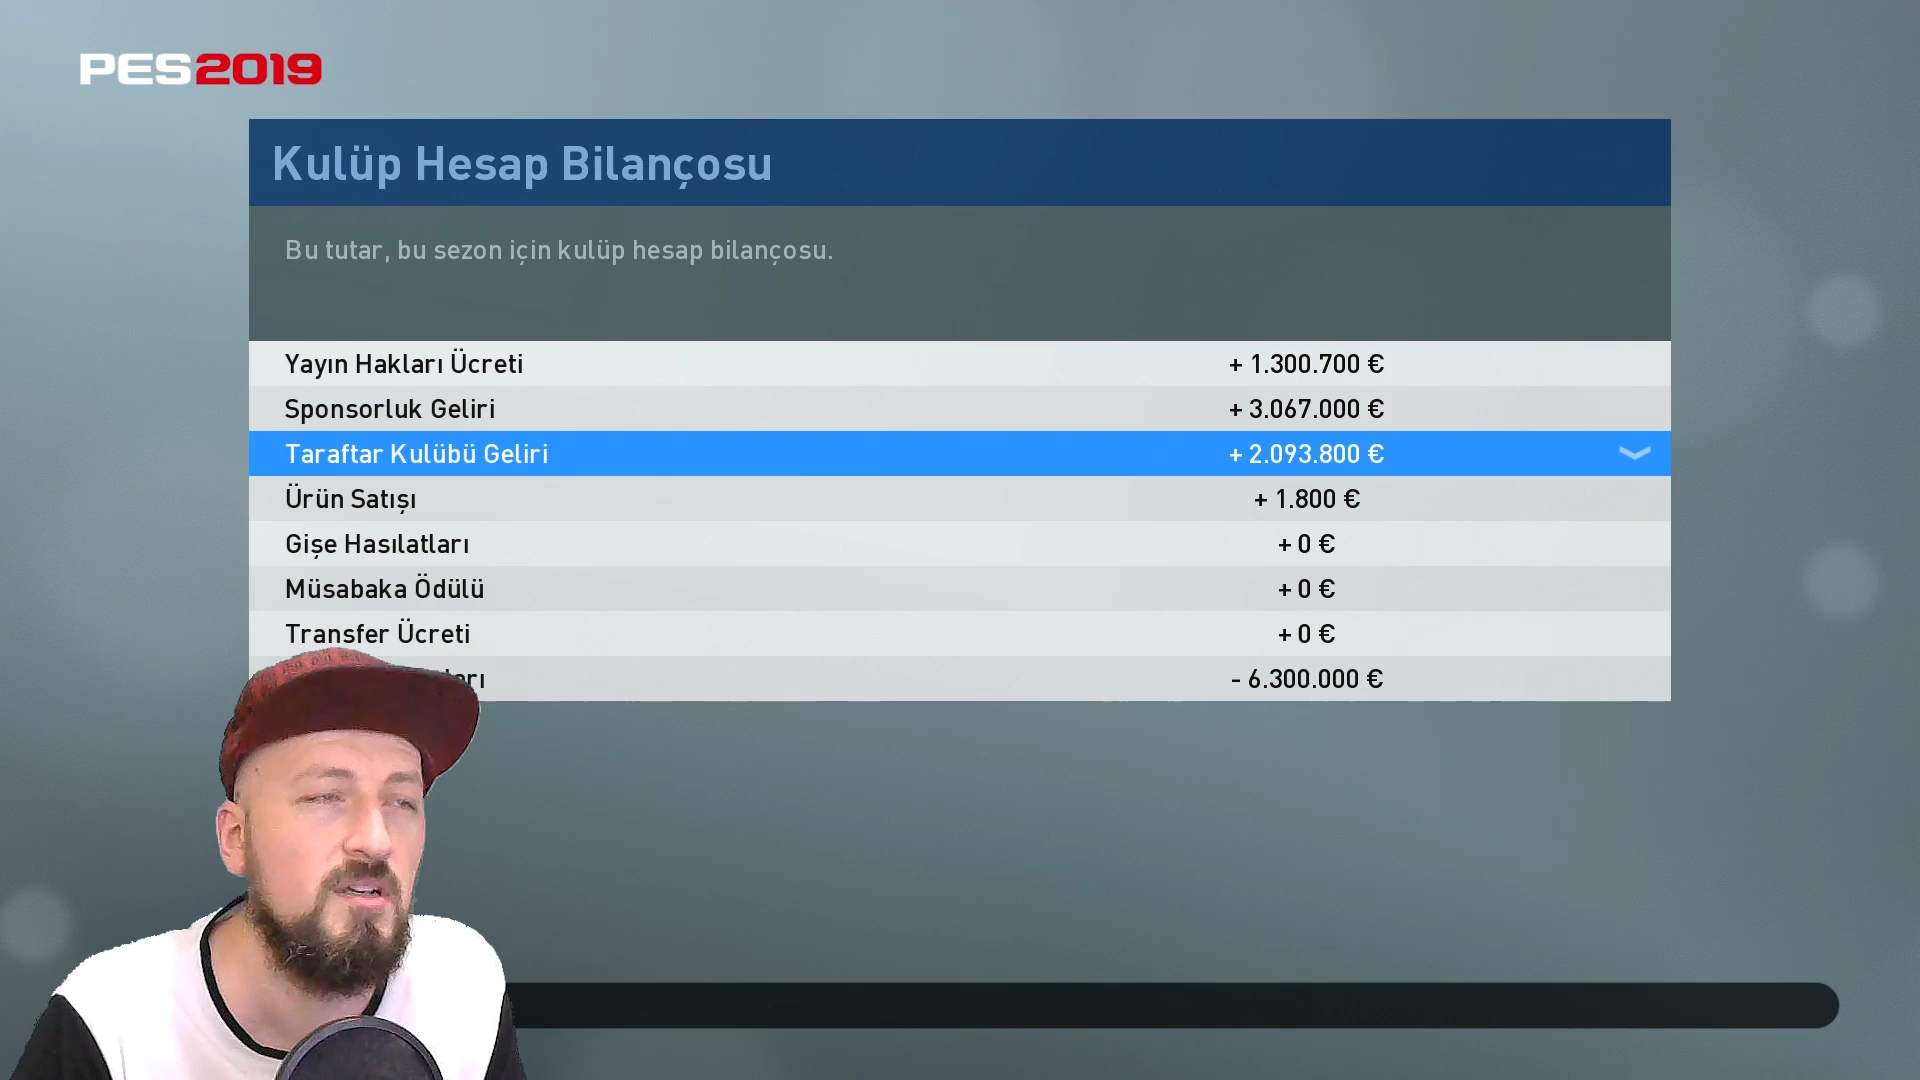 PES2019
Kulüp Hesap Bilançosu
Bu tutar, bu sezon için kulüp hesap bilançosu.
Yayın Hakları Ücreti + 1.300.700 €
Sponsorluk Geliri + 3.067.000 €
Taraftar Kulübü Geliri + 2.093.800 €
Ürün Satışı + 1.800 €
Gişe Hasılatları + 0 €
Müsabaka Ödülü + 0 €
Transfer Ücreti + 0 €
- 6.300.000 €